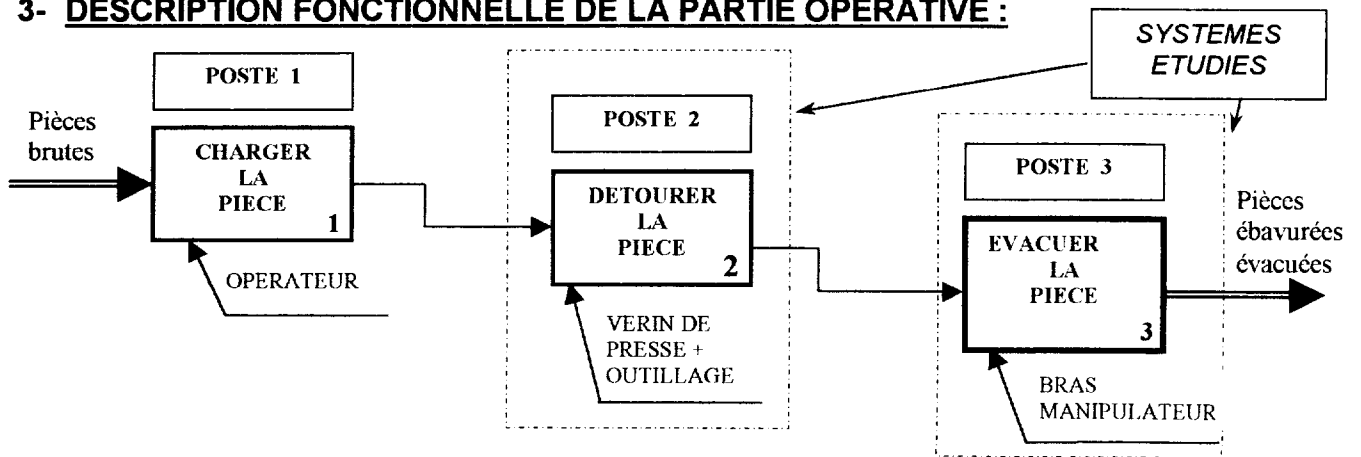 3- DESCRIPTION FONCTIONNELLE DE LA PARTIE OPERATIVE :
SYSTEMES
ETUDIES
POSTE 1
Pièces
brutes
CHARGER
LA
PIECE
1
OPERATEUR
POSTE 2
DETOURER
LA
PIECE
2
VERIN DE
PRESSE +
OUTILLAGE
POSTE 3
EVACUER
LA
PIECE
3
BRAS
MANIPULATEUR
Pièces
ébavurées
évacuées